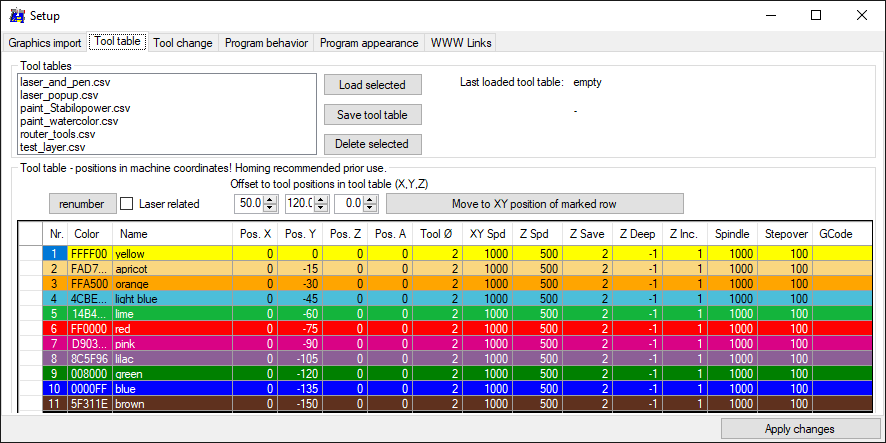 Setup
Graphics import Tool table Tool change Program behavior Program appearance WWW Links
Tool tables
laser_and_pen.csv
laser_popup.csv
paint_Stabilopower.csv
paint_watercolor.csv
router_tools.csv
test_layer.csv
Load selected
Save tool table
Delete selected
Last loaded tool table: empty
-
Tool table - positions in machine coordinates! Homing recommended prior use.
Offset to tool positions in tool table (X,Y,Z)
renumber Laser related 50.0 120.0 0.0 Move to XY position of marked row
Nr. Color Name Pos. X Pos. Y Pos. Z Pos. A Tool Ø XY Spd Z Spd Z Save Z Deep Z Inc. Spindle Stepover GCode
1 FFFF00 yellow 0 0 0 0 2 1000 500 2 -1 1 1000 100
2 FAD7... apricot 0 -15 0 0 2 1000 500 2 -1 1 1000 100
3 FFA500 orange 0 -30 0 0 2 1000 500 2 -1 1 1000 100
4 4CBE... light blue 0 -45 0 0 2 1000 500 2 -1 1 1000 100
5 14B4... lime 0 -60 0 0 2 1000 500 2 -1 1 1000 100
6 FF0000 red 0 -75 0 0 2 1000 500 2 -1 1 1000 100
7 D903... pink 0 -90 0 0 2 1000 500 2 -1 1 1000 100
8 8C5F96 lilac 0 -105 0 0 2 1000 500 2 -1 1 1000 100
9 008000 green 0 -120 0 0 2 1000 500 2 -1 1 1000 100
10 0000FF blue 0 -135 0 0 2 1000 500 2 -1 1 1000 100
11 5F311E brown 0 -150 0 0 2 1000 500 2 -1 1 1000 100
Apply changes